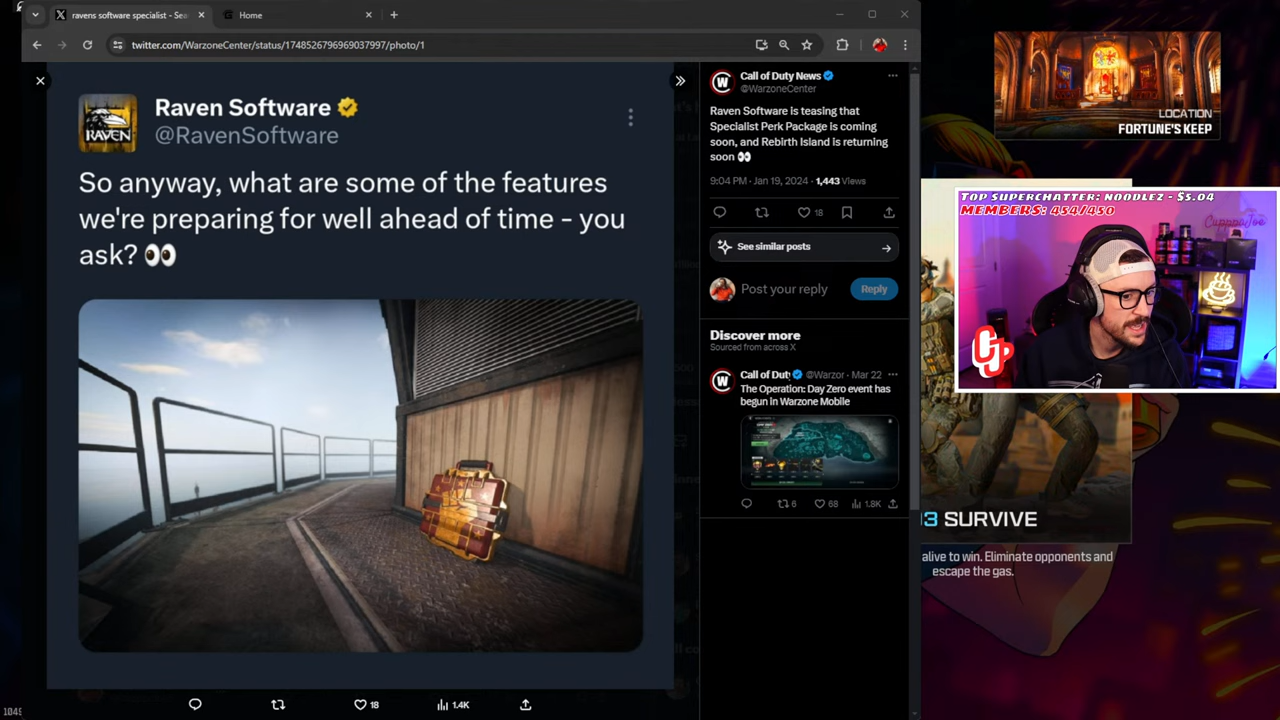 ravens software specialist - Sea
Home
twitter.com/WarzoneCenter/status/1748526796969037997/photo/1
RAVEN
Raven Software
@RavenSoftware
So anyway, what are some of the features
we're preparing for well ahead of time - you
ask? 👀
18
1.4K
Call of Duty News
@WarzoneCenter
Raven Software is teasing that
Specialist Perk Package is coming
soon, and Rebirth Island is returning
soon 👀
9:04 PM · Jan 19, 2024 · 1,443 Views
18
See similar posts
Post your reply
Reply
Discover more
Sourced from across X
Call of Duty
@Warzor · Mar 22
The Operation: Day Zero event has
begun in Warzone Mobile
6
68
1.8K
LOCATION
FORTUNE'S KEEP
TOP SUPERCHATTER: NOODLEZ - $5.04
MEMBERS: 454/450
CuppaJoe
CJ
3 SURVIVE
alive to win. Eliminate opponents and
escape the gas.